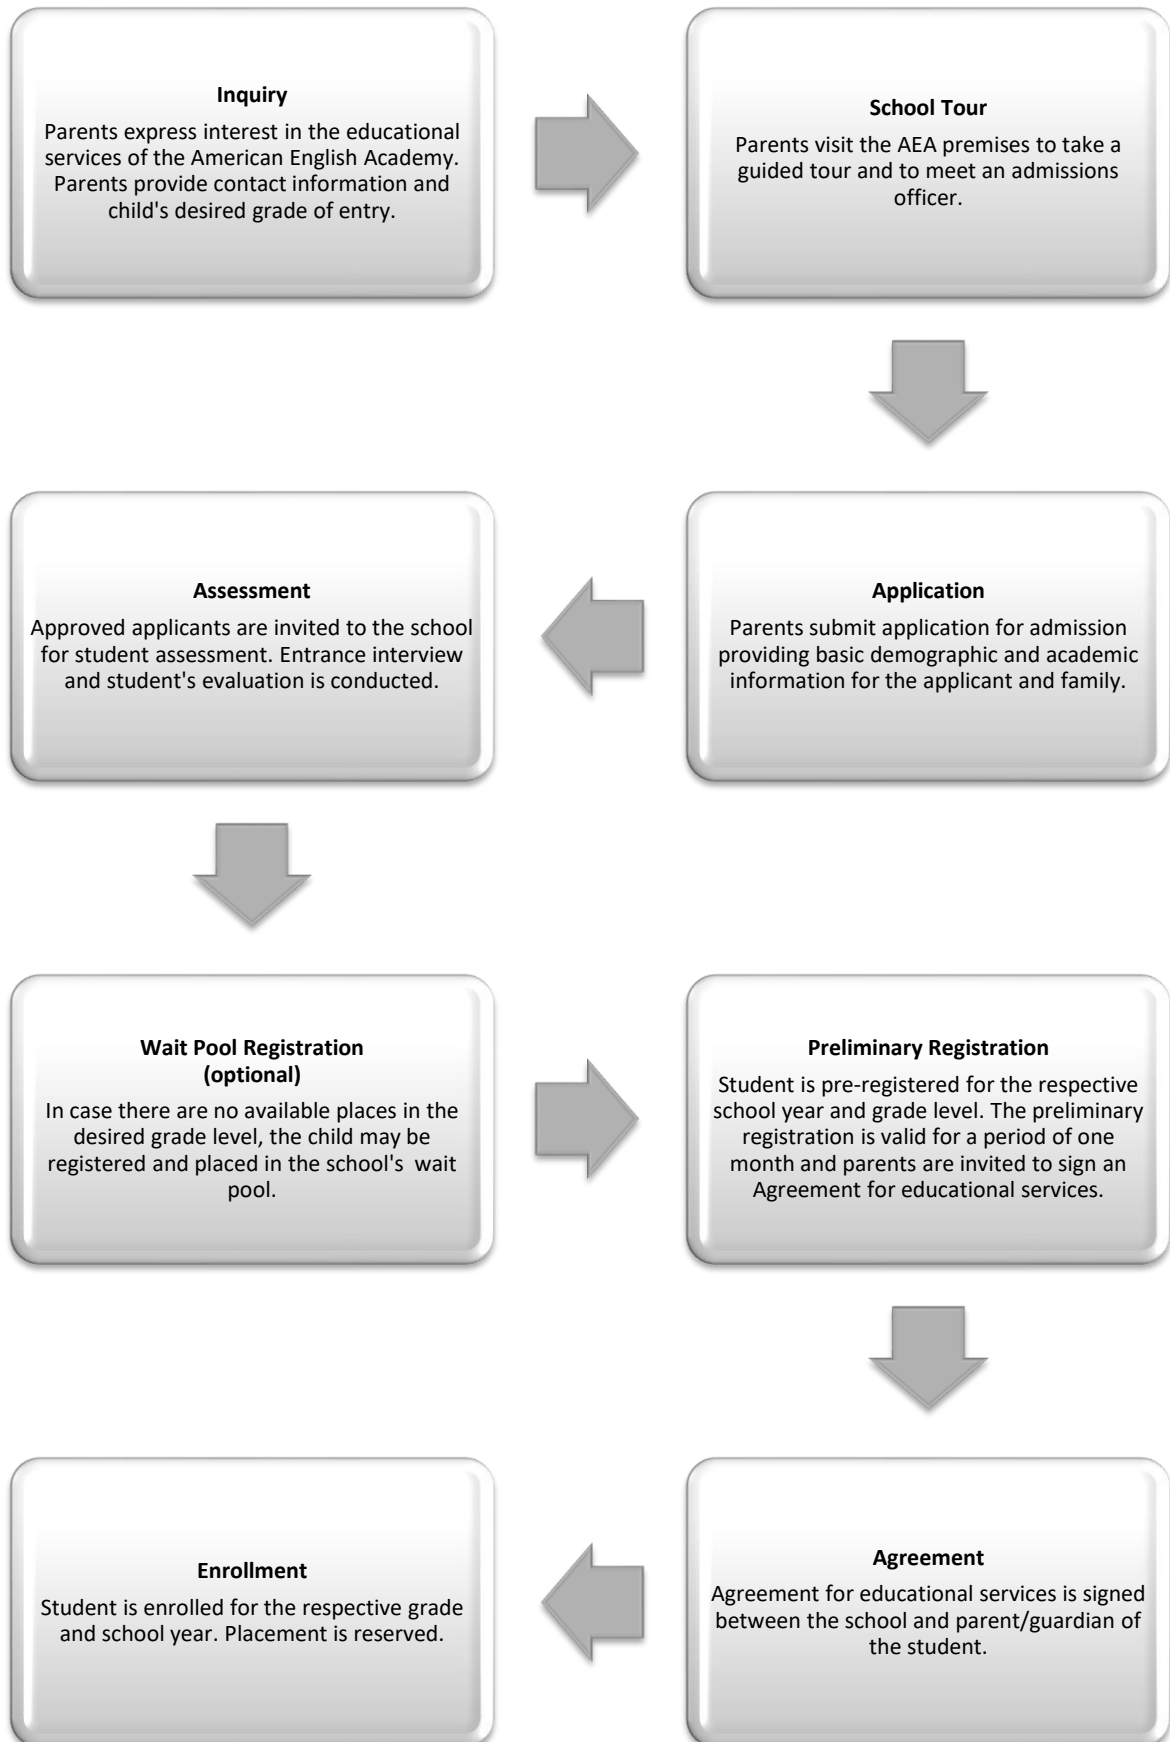 Inquiry
Parents express interest in the educational
services of the American English Academy.
Parents provide contact information and
child's desired grade of entry.
School Tour
Parents visit the AEA premises to take a
guided tour and to meet an admissions
officer.
Application
Parents submit application for admission
providing basic demographic and academic
information for the applicant and family.
Assessment
Approved applicants are invited to the school
for student assessment. Entrance interview
and student's evaluation is conducted.
Wait Pool Registration
(optional)
In case there are no available places in the
desired grade level, the child may be
registered and placed in the school's  wait
pool.
Preliminary Registration
Student is pre-registered for the respective
school year and grade level. The preliminary
registration is valid for a period of one
month and parents are invited to sign an
Agreement for educational services.
Agreement
Agreement for educational services is signed
between the school and parent/guardian of
the student.
Enrollment
Student is enrolled for the respective grade
and school year. Placement is reserved.